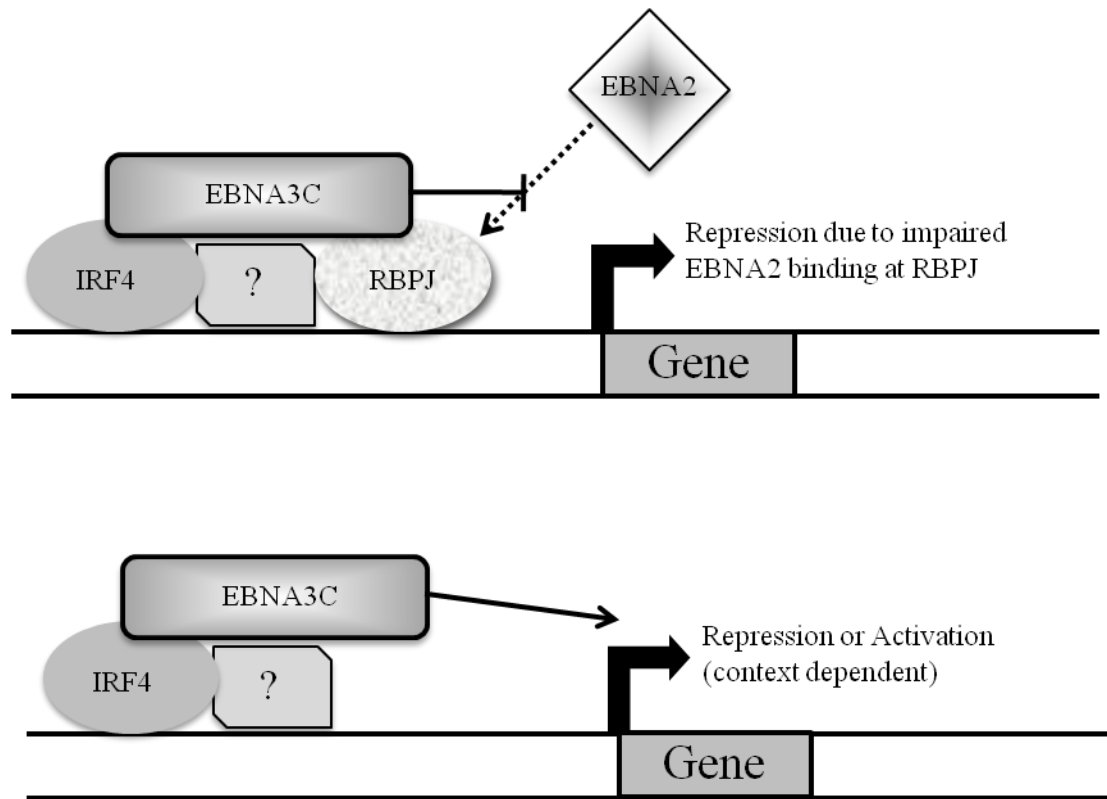 EBNA2
EBNA3C
IRF4
?
RBPJ
Repression due to impaired
EBNA2 binding at RBPJ
Gene
EBNA3C
IRF4
?
Repression or Activation
(context dependent)
Gene